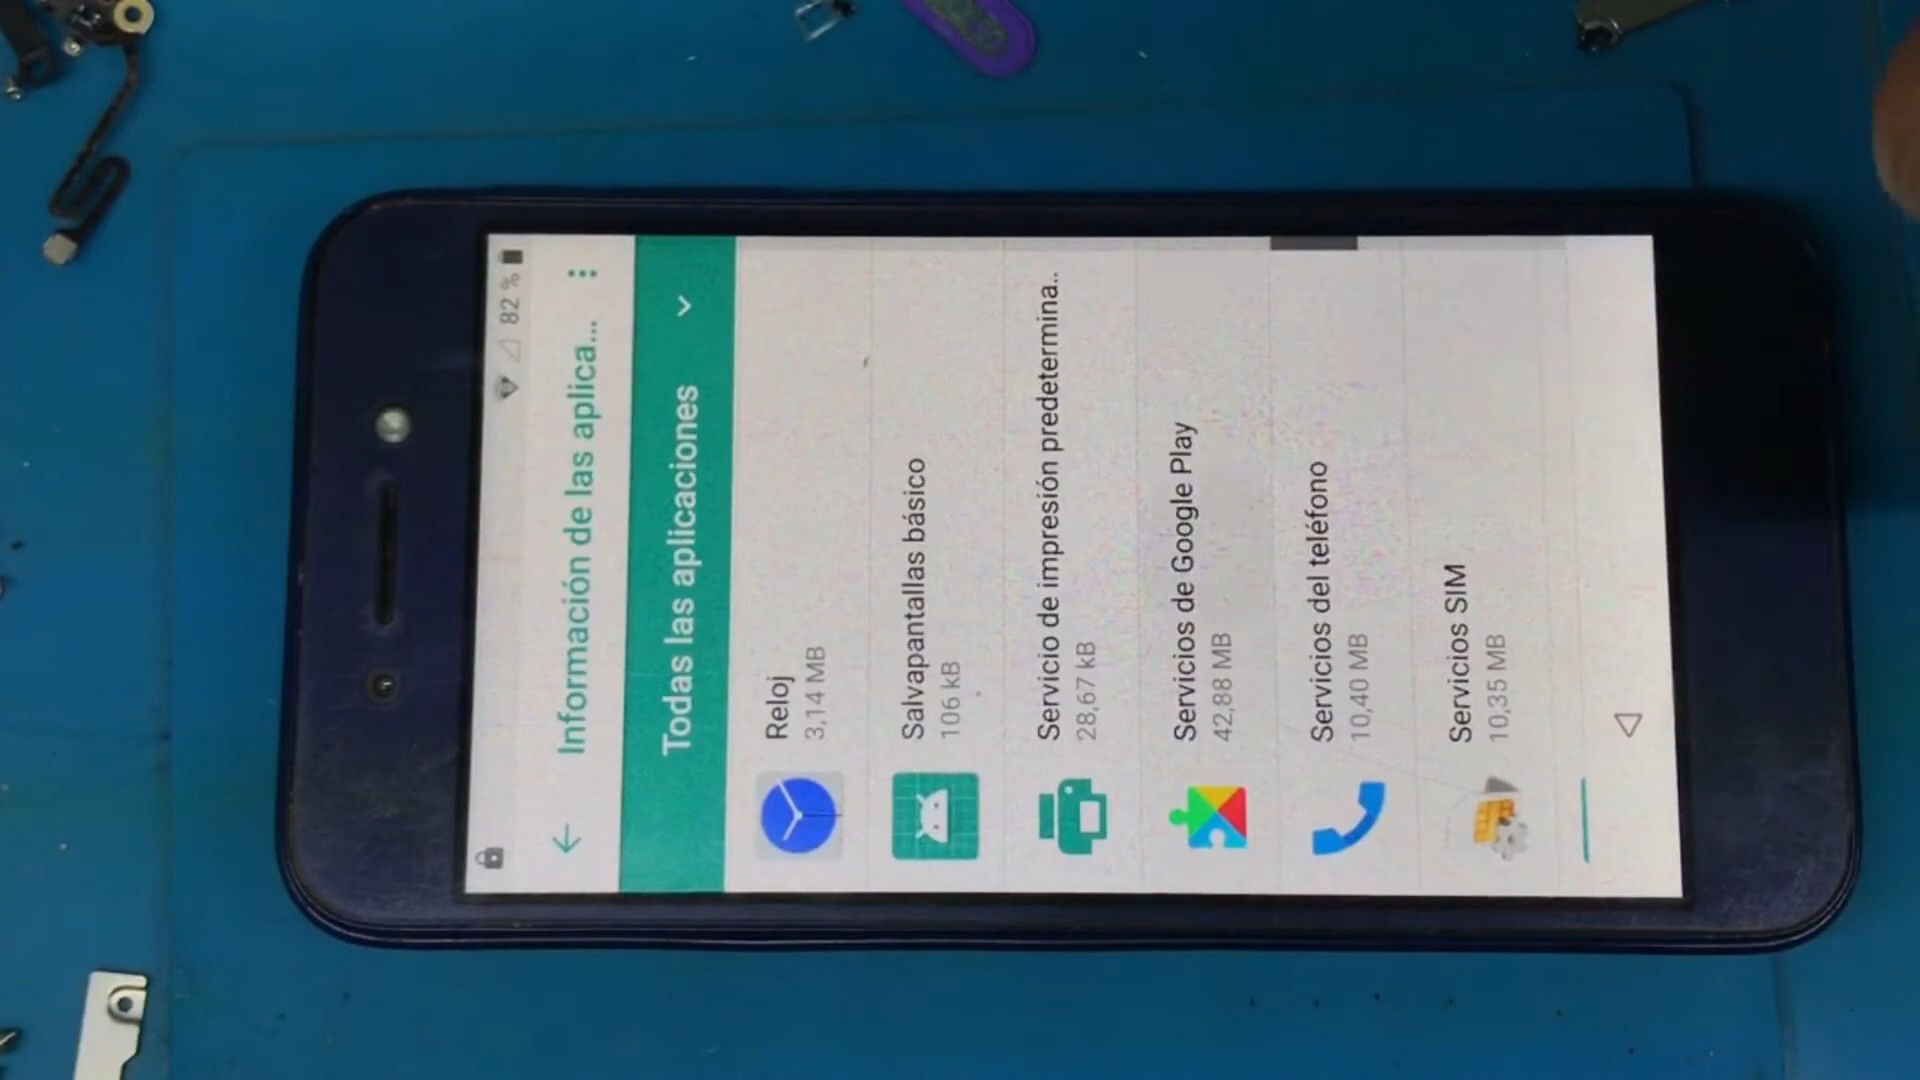 82 %
Información de las aplica...
Todas las aplicaciones
Reloj
3,14 MB
Salvapantallas básico
106 kB
Servicio de impresión predetermina..
28,67 kB
Servicios de Google Play
42,88 MB
Servicios del teléfono
10,40 MB
Servicios SIM
10,35 MB